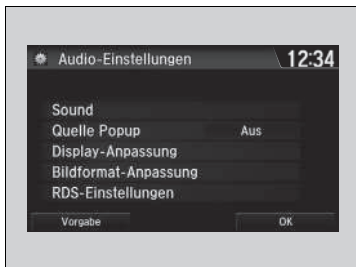 Audio-Einstellungen 12:34
Sound
Quelle Popup Aus
Display-Anpassung
Bildformat-Anpassung
RDS-Einstellungen
Vorgabe OK